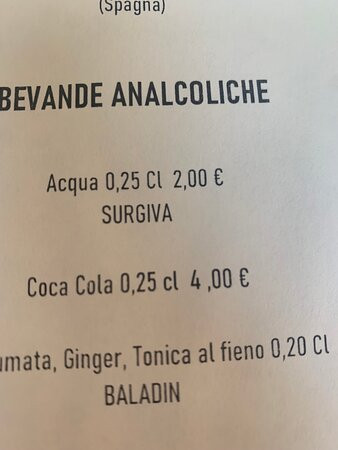 (Spagna)
BEVANDE ANALCOLICHE
Acqua 0,25 Cl 2,00 €
SURGIVA
Coca Cola 0,25 cl 4 ,00 €
Ginger, Tonica al fieno 0,20 Cl
BALADIN